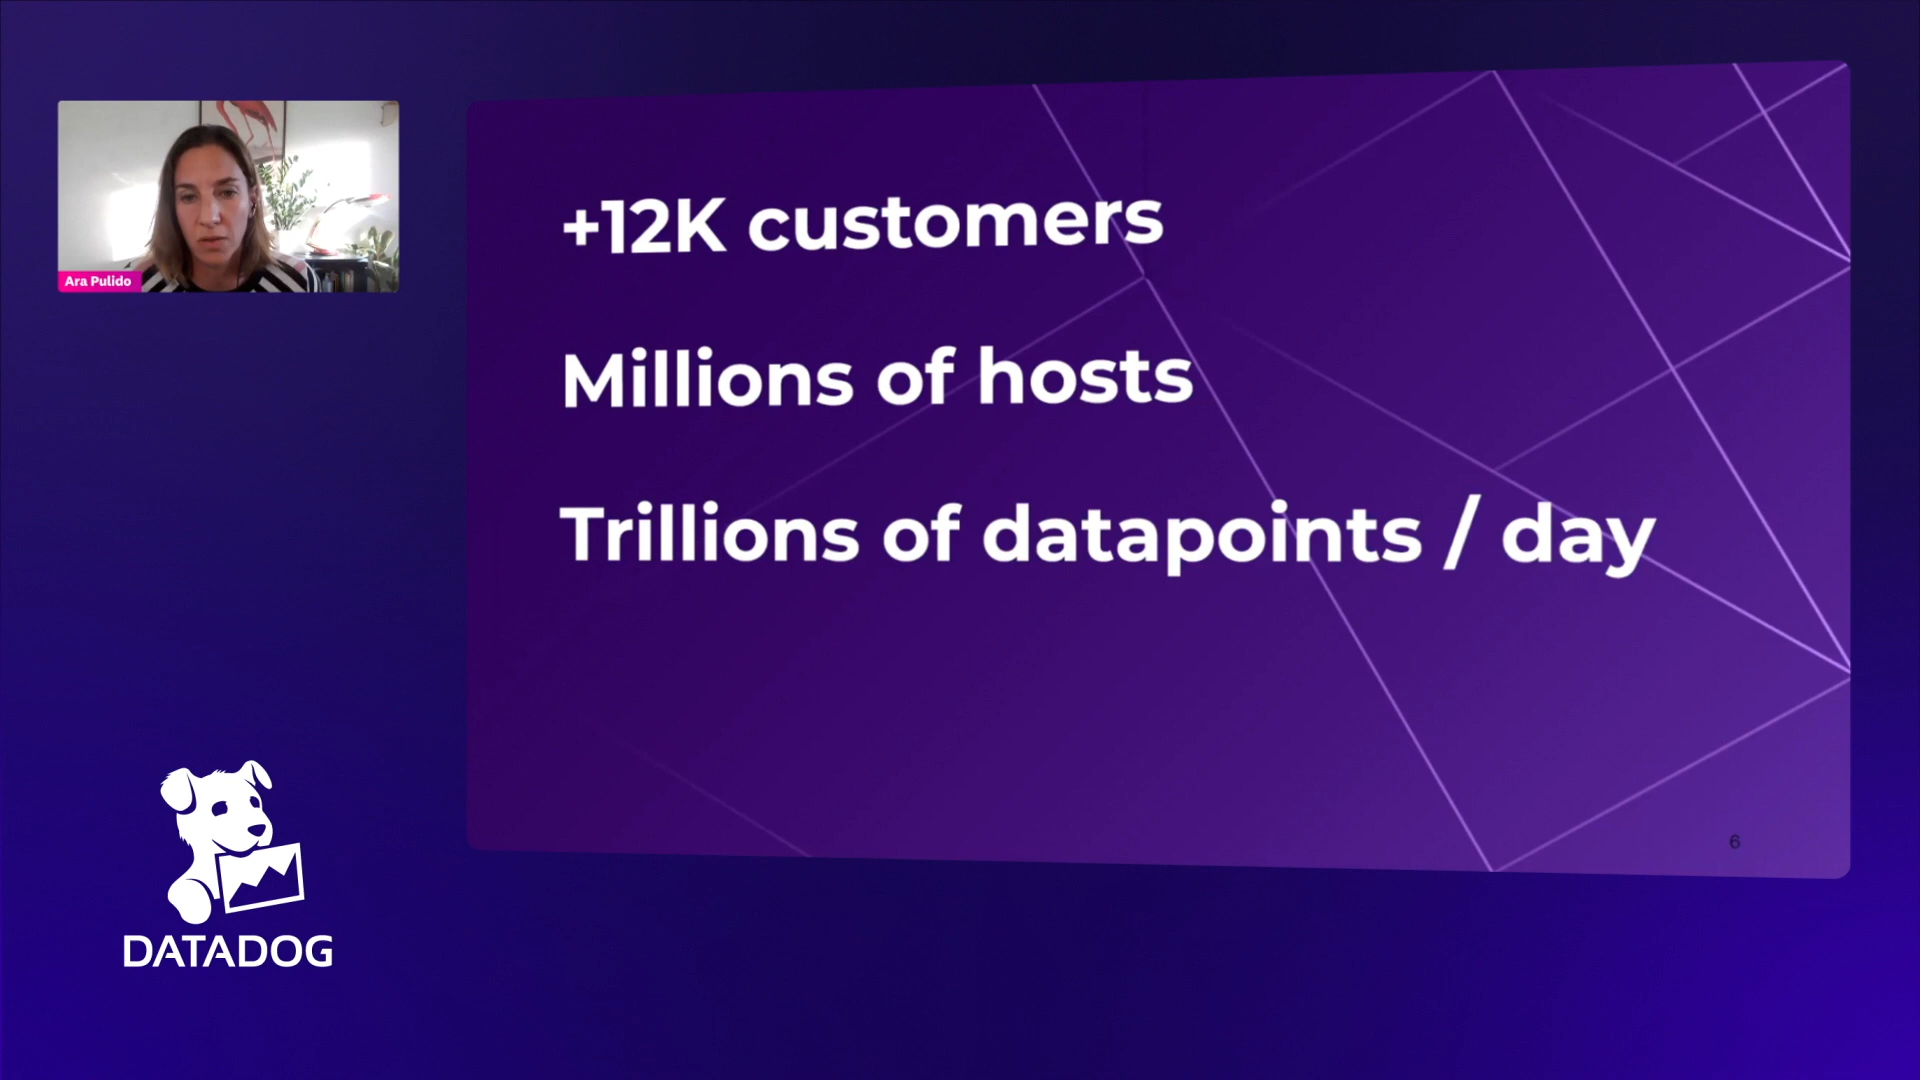 Ara Pulido
+12K customers
Millions of hosts
Trillions of datapoints / day
6
DATADOG